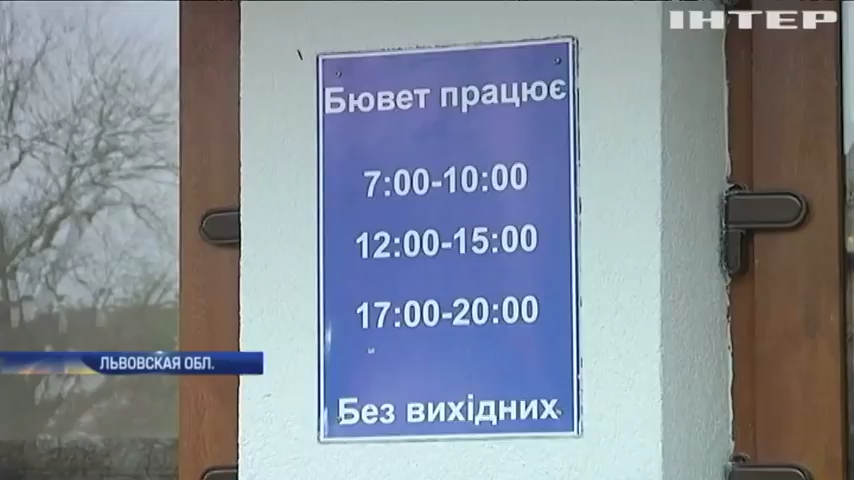 ІНТЕР
Бювет працює
7:00-10:00
12:00-15:00
17:00-20:00
Без вихідних
ЛЬВОВСКАЯ ОБЛ.